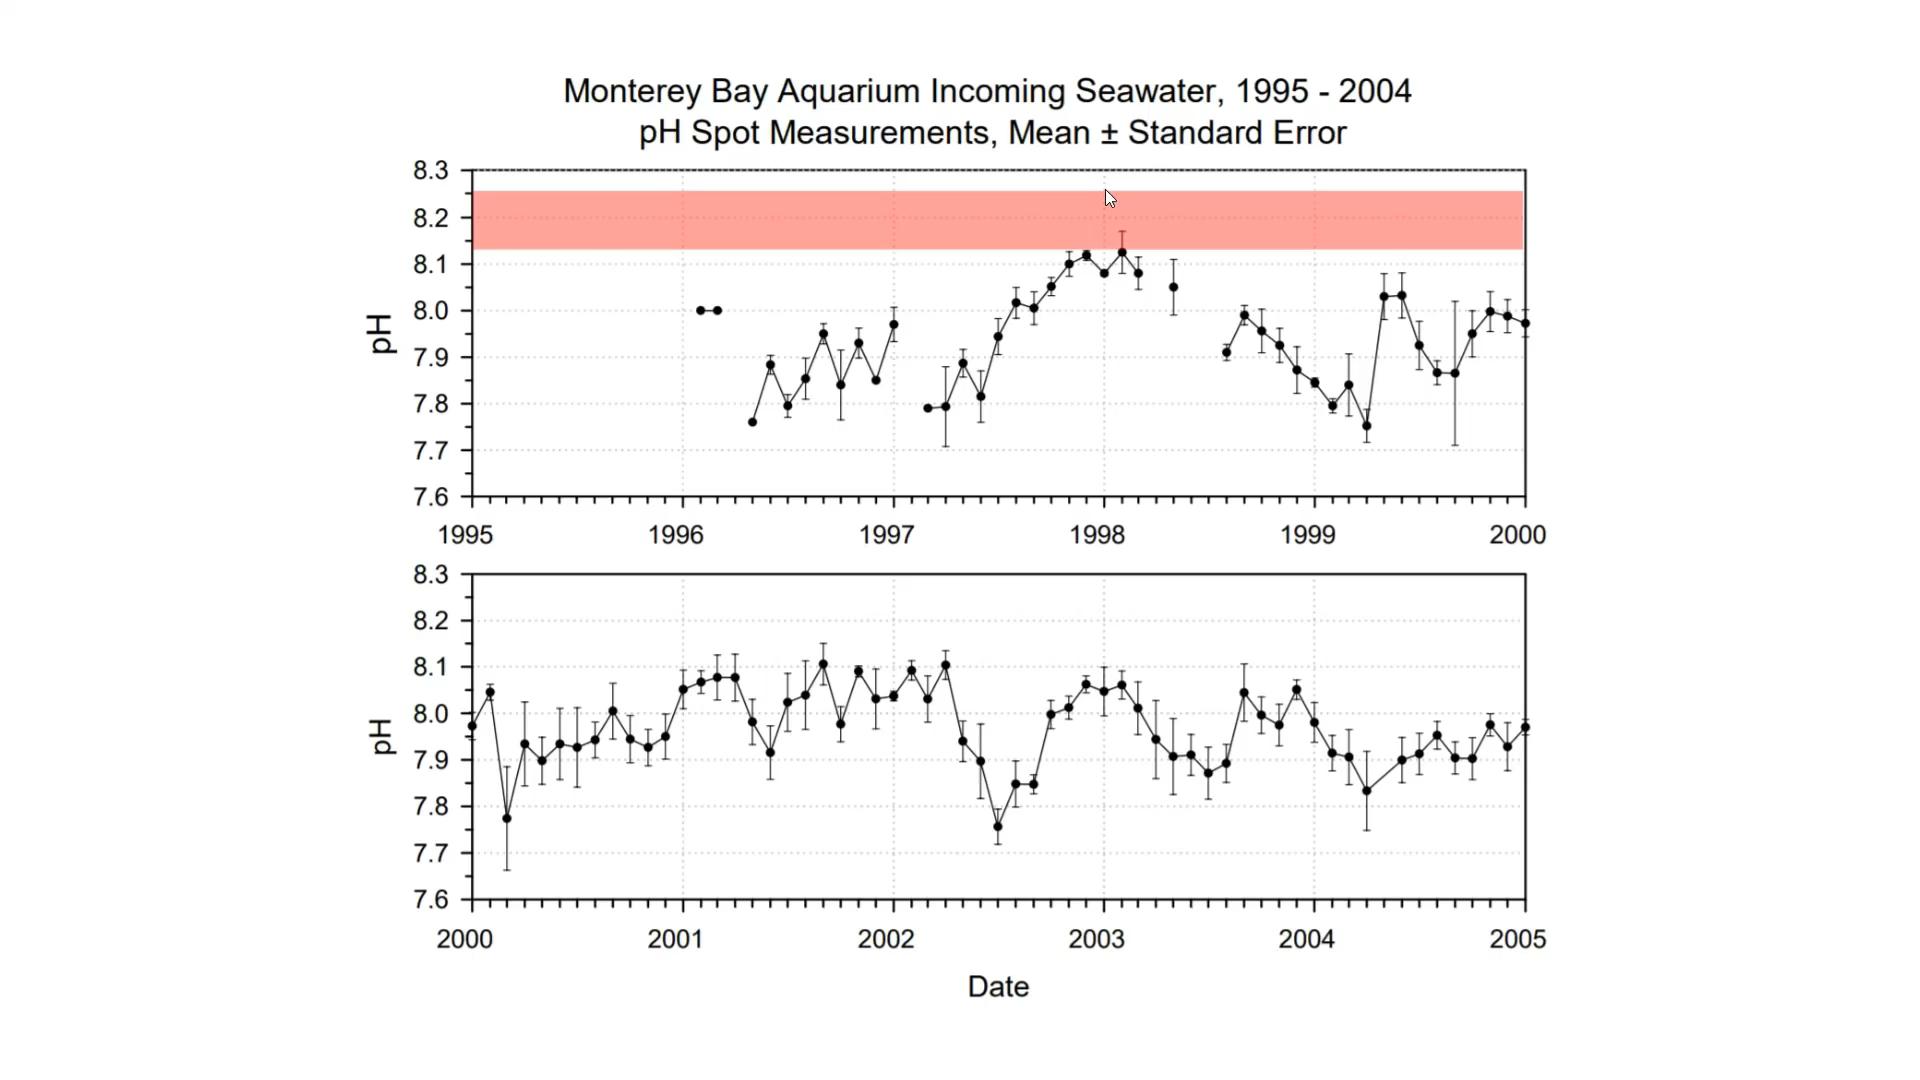 Monterey Bay Aquarium Incoming Seawater, 1995 - 2004
pH Spot Measurements, Mean ± Standard Error
8.3
8.2
8.1
8.0
7.9
7.8
7.7
7.6
pH
1995 1996 1997 1998 1999 2000
8.3
8.2
8.1
8.0
7.9
7.8
7.7
7.6
pH
2000 2001 2002 2003 2004 2005
Date